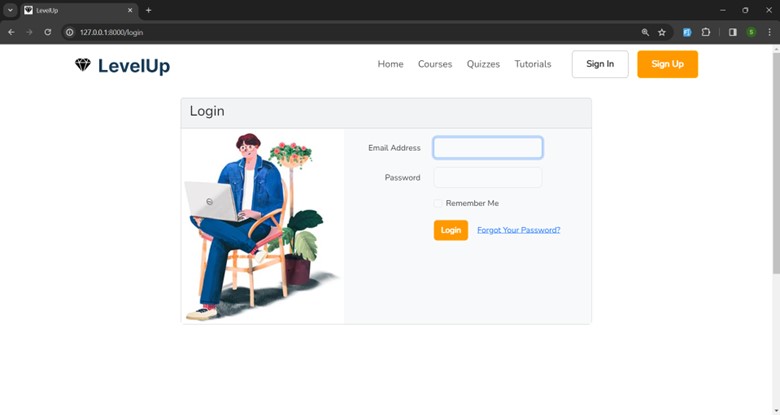 LevelUp
127.0.0.1:8000/login
S
LevelUp
Home Courses Quizzes Tutorials Sign In Sign Up
Login
Email Address
Password
Remember Me
Login Forgot Your Password?